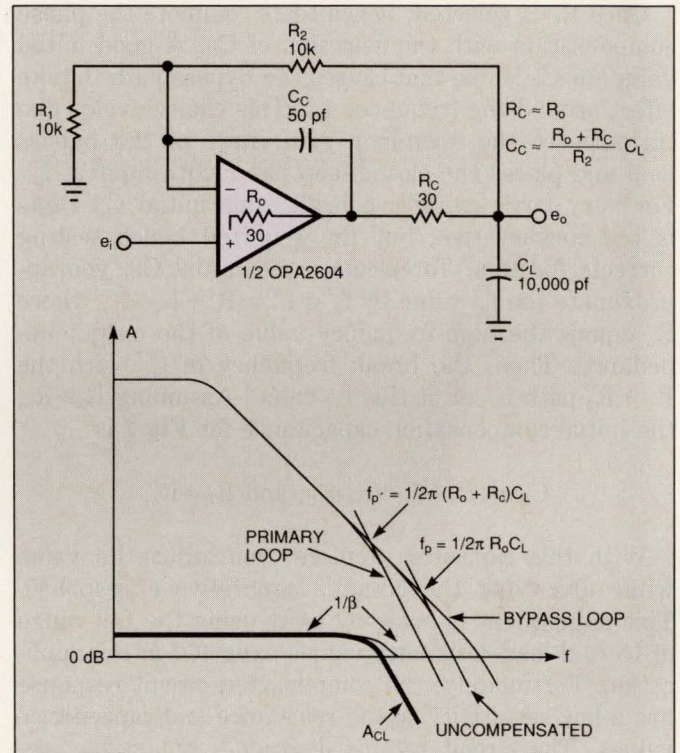 R2
10k
R1
10k
CC
50 pf
RC ≈ Ro
CC ≈ Ro + RC / R2 CL
−
Ro
30
+
ei
RC
30
eo
1/2 OPA2604
CL
10,000 pf
A
fp' = 1/2π (Ro + Rc)CL
PRIMARY
LOOP
fp = 1/2π RoCL
1/β
BYPASS LOOP
0 dB
f
ACL
UNCOMPENSATED